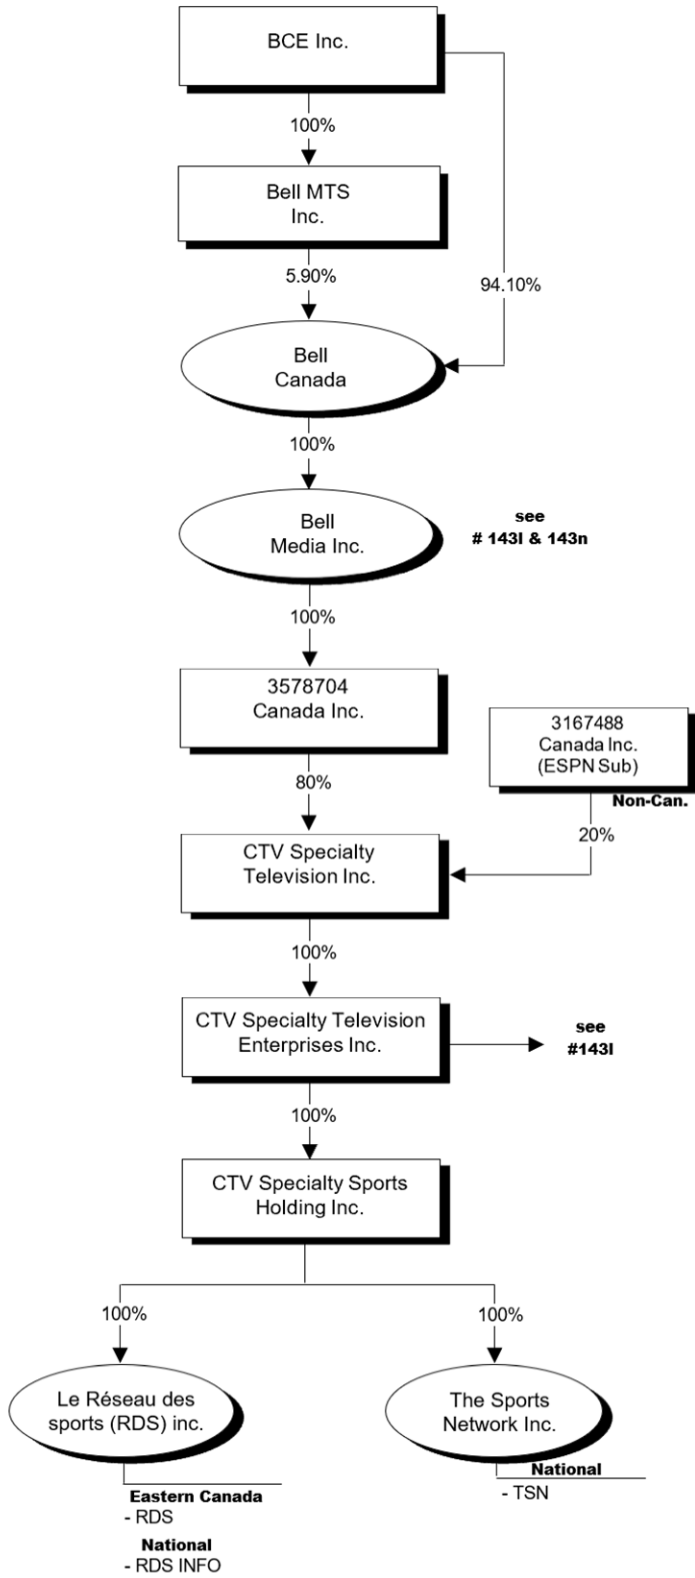 BCE Inc.
100%
Bell MTS
Inc.
5.90%
94.10%
Bell
Canada
100%
Bell
Media Inc.
see
# 143l & 143n
100%
3578704
Canada Inc.
3167488
Canada Inc.
(ESPN Sub)
Non-Can.
80%
20%
CTV Specialty
Television Inc.
100%
CTV Specialty Television
Enterprises Inc.
see
#143l
100%
CTV Specialty Sports
Holding Inc.
100%
100%
Le Réseau des
sports (RDS) inc.
The Sports
Network Inc.
Eastern Canada
- RDS
National
- RDS INFO
National
- TSN